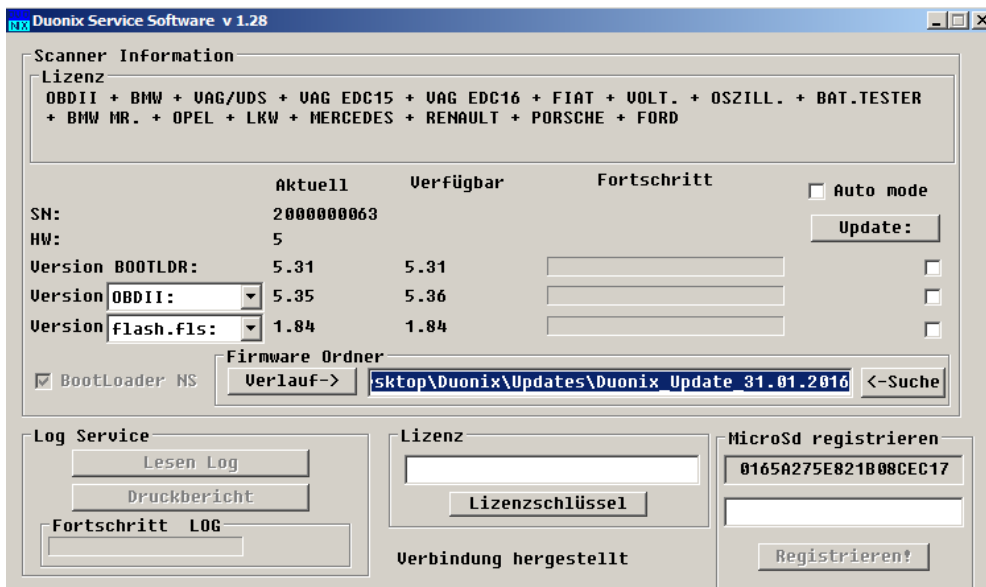 NIX Duonix Service Software v 1.28
Scanner Information
Lizenz
OBDII + BMW + VAG/UDS + VAG EDC15 + VAG EDC16 + FIAT + VOLT. + OSZILL. + BAT.TESTER
+ BMW MR. + OPEL + LKW + MERCEDES + RENAULT + PORSCHE + FORD
Aktuell Verfügbar Fortschritt Auto mode
SN: 2000000063 Update:
HW: 5
Version BOOTLDR: 5.31 5.31
Version OBDII: 5.35 5.36
Version flash.fls: 1.84 1.84
Firmware Ordner
BootLoader NS Verlauf-> sktop\Duonix\Updates\Duonix_Update_31.01.2016 <-Suche
Log Service
Lesen Log
Druckbericht
Fortschritt LOG
Lizenz
Lizenzschlüssel
Verbindung hergestellt
MicroSd registrieren
0165A275E821B08CEC17
Registrieren!